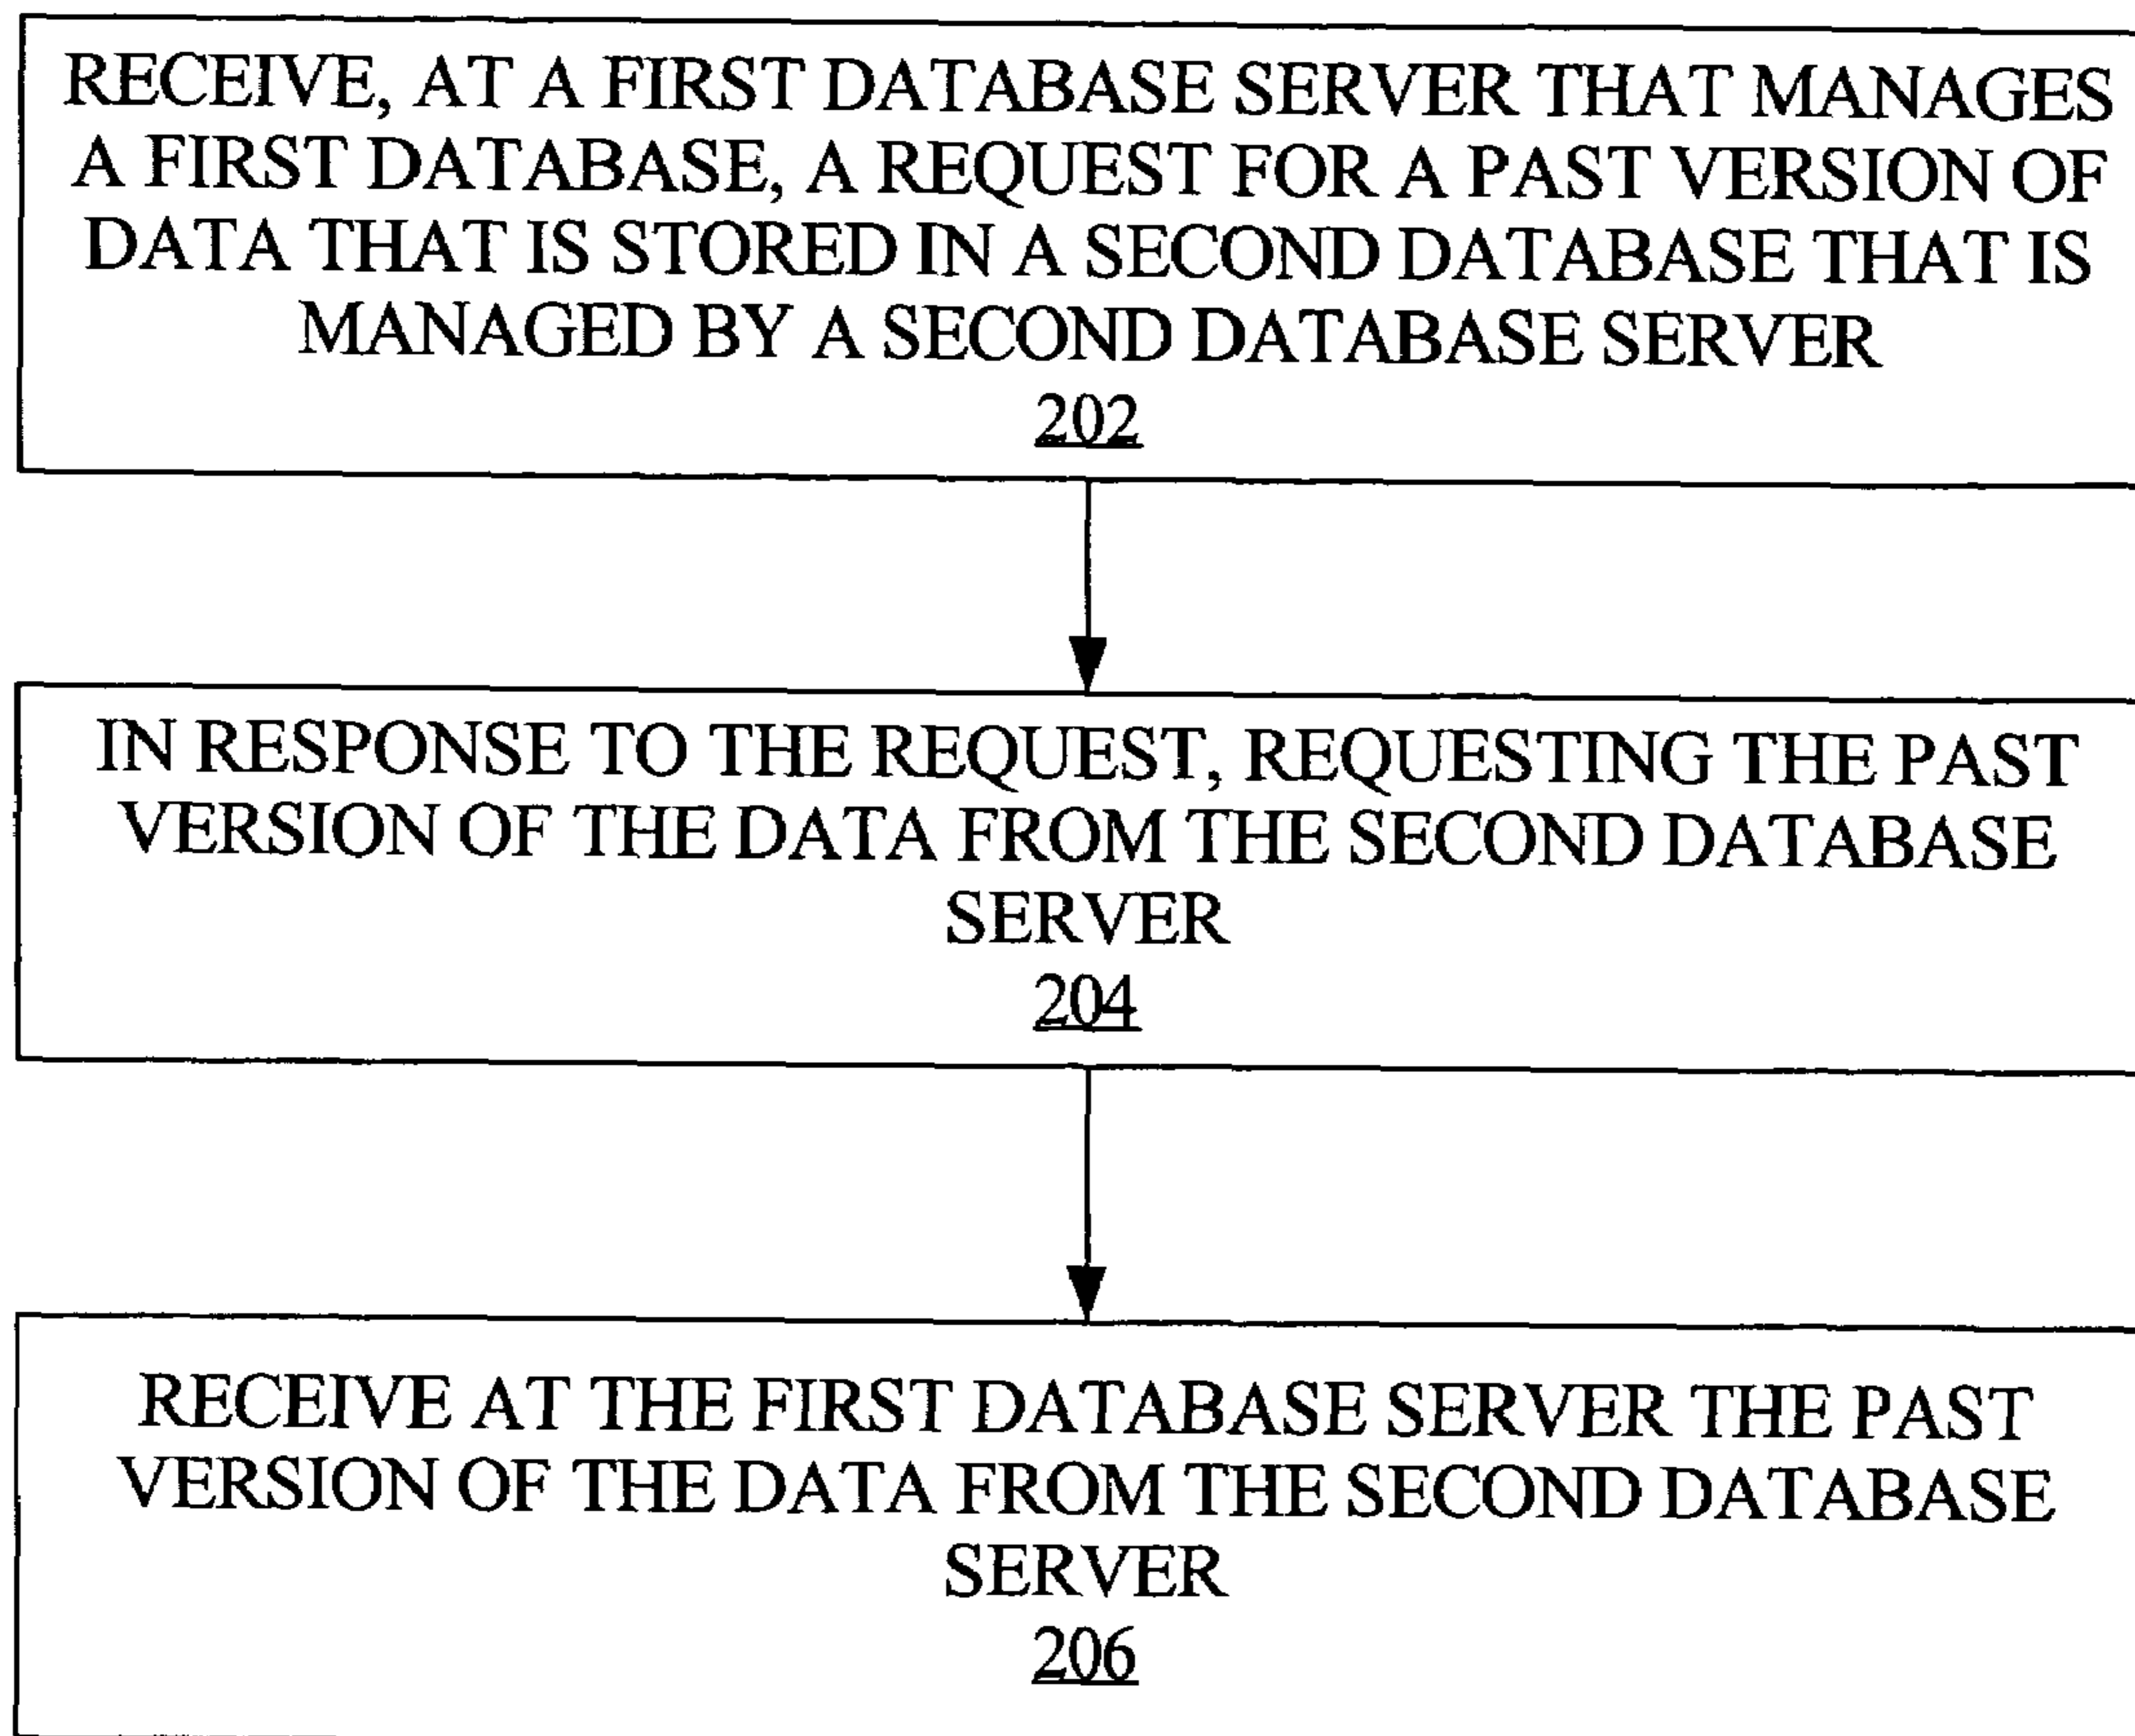 RECEIVE, AT A FIRST DATABASE SERVER THAT MANAGES
A FIRST DATABASE, A REQUEST FOR A PAST VERSION OF
DATA THAT IS STORED IN A SECOND DATABASE THAT IS
MANAGED BY A SECOND DATABASE SERVER
202
IN RESPONSE TO THE REQUEST, REQUESTING THE PAST
VERSION OF THE DATA FROM THE SECOND DATABASE
SERVER
204
RECEIVE AT THE FIRST DATABASE SERVER THE PAST
VERSION OF THE DATA FROM THE SECOND DATABASE
SERVER
206